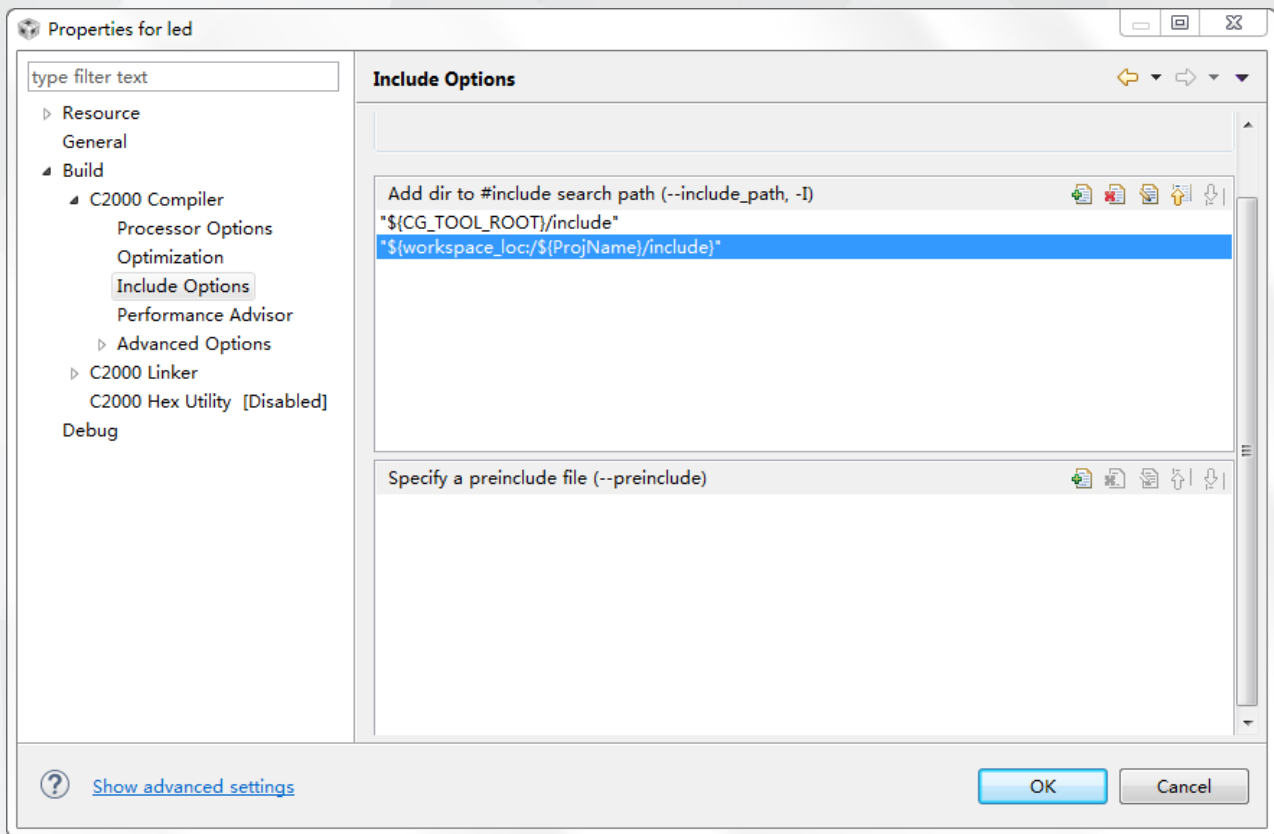 Properties for led
type filter text
Include Options
Resource
General
Build
C2000 Compiler
Processor Options
Optimization
Include Options
Performance Advisor
Advanced Options
C2000 Linker
C2000 Hex Utility [Disabled]
Debug
Add dir to #include search path (--include_path, -I)
"${CG_TOOL_ROOT}/include"
"${workspace_loc:/${ProjName}/include}"
Specify a preinclude file (--preinclude)
Show advanced settings
OK
Cancel